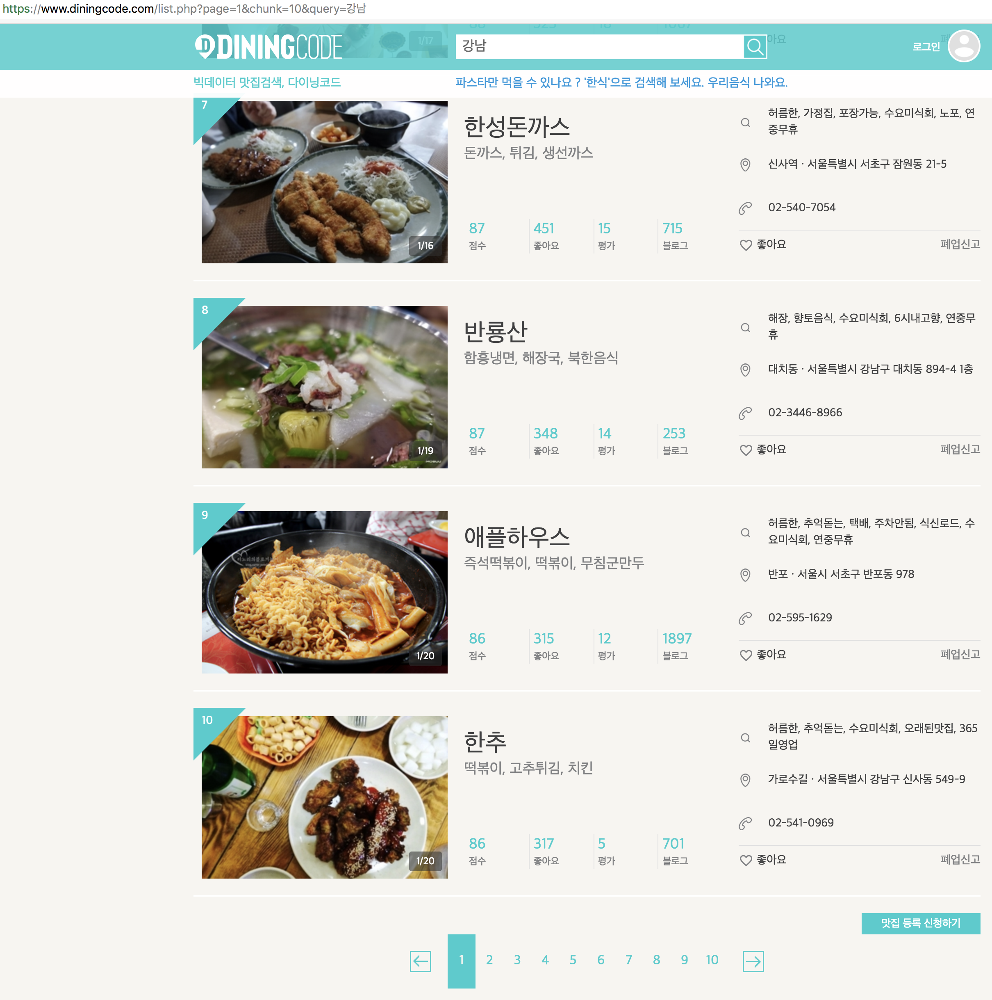 https://www.diningcode.com/list.php?page=1&chunk=10&query=강남
DININGCODE
1/17
강남
로그인
빅데이터 맛집검색, 다이닝코드
파스타만 먹을 수 있나요 ? '한식'으로 검색해 보세요. 우리음식 나와요.
7
1/16
한성돈까스
돈까스, 튀김, 생선까스
87 451 15 715
점수 좋아요 평가 블로그
허름한, 가정집, 포장가능, 수요미식회, 노포, 연
중무휴
신사역 · 서울특별시 서초구 잠원동 21-5
02-540-7054
좋아요 폐업신고
8
1/19
반룡산
함흥냉면, 해장국, 북한음식
87 348 14 253
점수 좋아요 평가 블로그
해장, 향토음식, 수요미식회, 6시내고향, 연중무
휴
대치동 · 서울특별시 강남구 대치동 894-4 1층
02-3446-8966
좋아요 폐업신고
9
1/20
애플하우스
즉석떡볶이, 떡볶이, 무침군만두
86 315 12 1897
점수 좋아요 평가 블로그
허름한, 추억돋는, 택배, 주차안됨, 식신로드, 수
요미식회, 연중무휴
반포 · 서울시 서초구 반포동 978
02-595-1629
좋아요 폐업신고
10
1/20
한추
떡볶이, 고추튀김, 치킨
86 317 5 701
점수 좋아요 평가 블로그
허름한, 추억돋는, 수요미식회, 오래된맛집, 365
일영업
가로수길 · 서울특별시 강남구 신사동 549-9
02-541-0969
좋아요 폐업신고
맛집 등록 신청하기
1 2 3 4 5 6 7 8 9 10